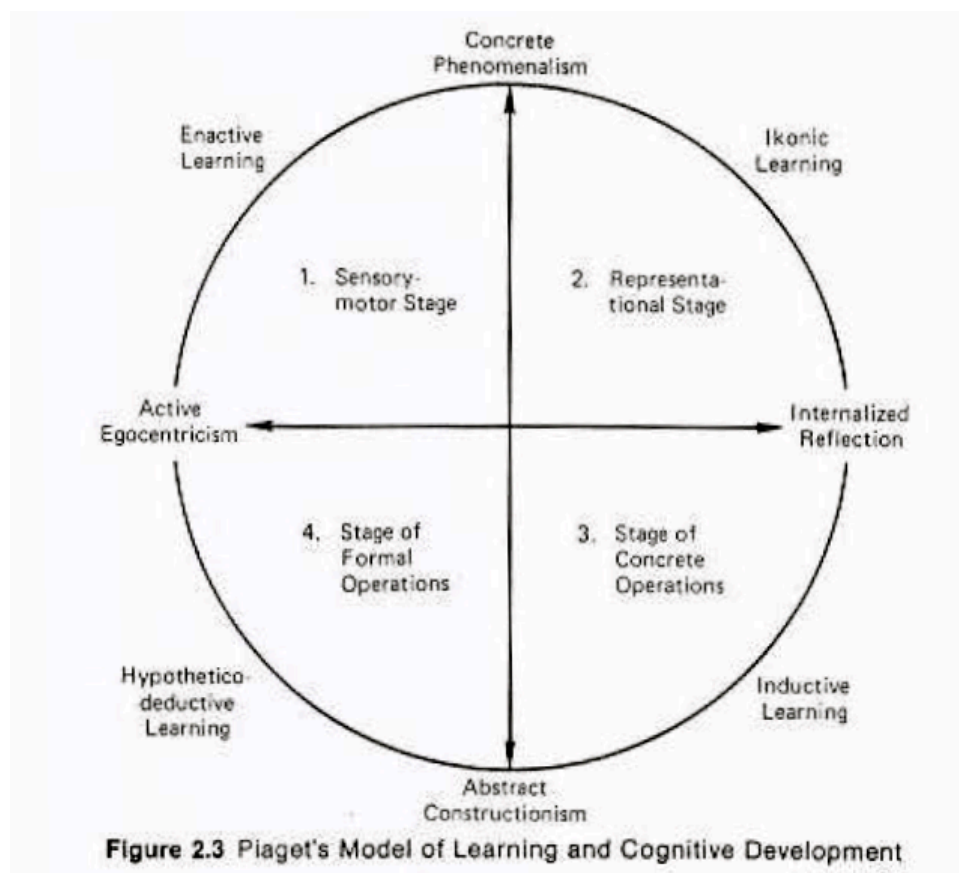 Concrete
Phenomenalism
Enactive
Learning
Ikonic
Learning
1. Sensory-
motor Stage
2. Representa-
tional Stage
Active
Egocentricism
Internalized
Reflection
4. Stage of
Formal
Operations
3. Stage of
Concrete
Operations
Hypothetico-
deductive
Learning
Inductive
Learning
Abstract
Constructionism
Figure 2.3 Piaget's Model of Learning and Cognitive Development